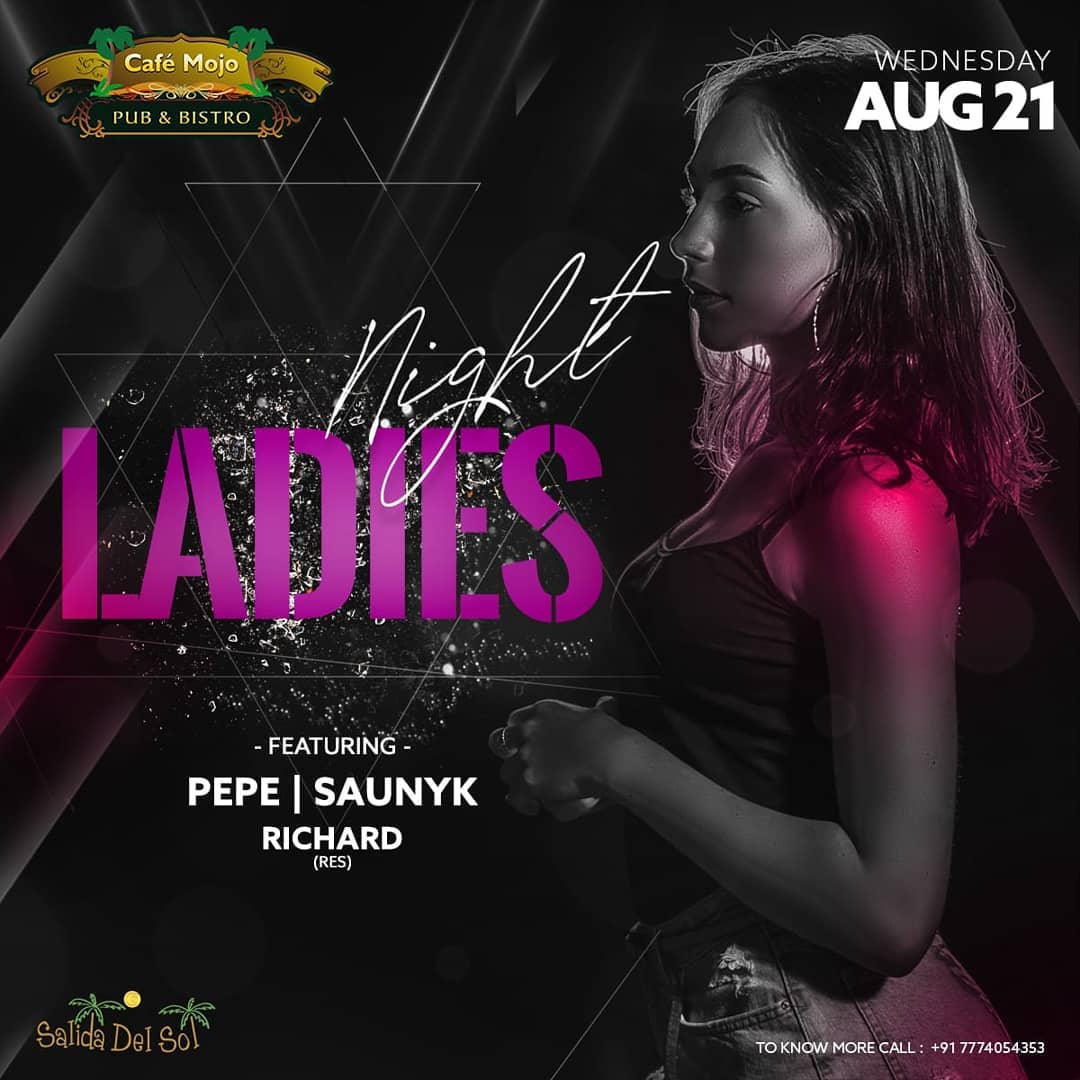 Café Mojo
PUB & BISTRO
WEDNESDAY
AUG 21
Night
LADIES
- FEATURING -
PEPE | SAUNYK
RICHARD
(RES)
Salida Del Sol
TO KNOW MORE CALL : +91 7774054353